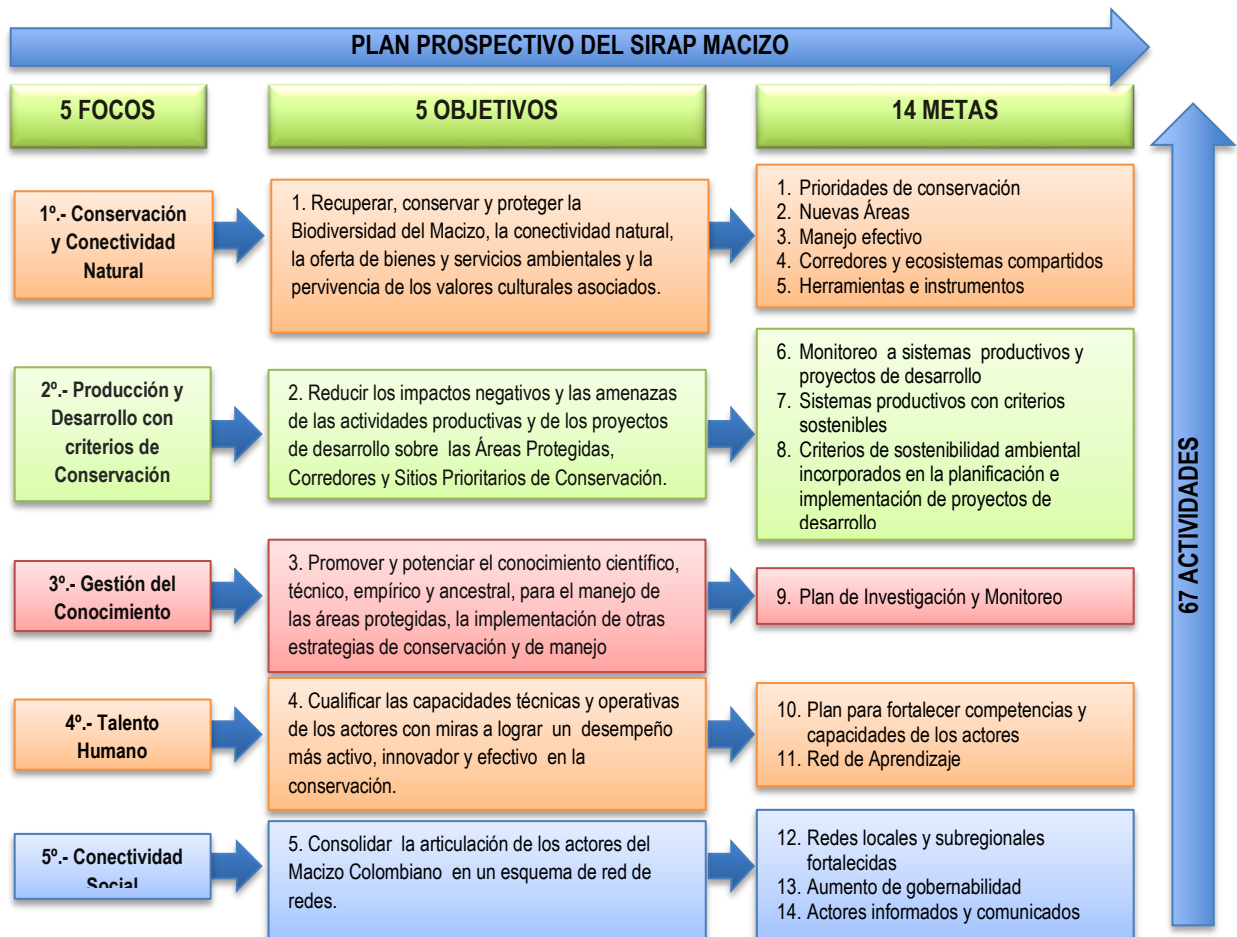 PLAN PROSPECTIVO DEL SIRAP MACIZO
5 FOCOS
5 OBJETIVOS
14 METAS
1º.- Conservación
y Conectividad
Natural
1. Recuperar, conservar y proteger la
Biodiversidad del Macizo, la conectividad natural,
la oferta de bienes y servicios ambientales y la
pervivencia de los valores culturales asociados.
1. Prioridades de conservación
2. Nuevas Áreas
3. Manejo efectivo
4. Corredores y ecosistemas compartidos
5. Herramientas e instrumentos
2º.- Producción y
Desarrollo con
criterios de
Conservación
2. Reducir los impactos negativos y las amenazas
de las actividades productivas y de los proyectos
de desarrollo sobre las Áreas Protegidas,
Corredores y Sitios Prioritarios de Conservación.
6. Monitoreo a sistemas productivos y
proyectos de desarrollo
7. Sistemas productivos con criterios
sostenibles
8. Criterios de sostenibilidad ambiental
incorporados en la planificación e
implementación de proyectos de
desarrollo
3º.- Gestión del
Conocimiento
3. Promover y potenciar el conocimiento científico,
técnico, empírico y ancestral, para el manejo de
las áreas protegidas, la implementación de otras
estrategias de conservación y de manejo
9. Plan de Investigación y Monitoreo
4º.- Talento
Humano
4. Cualificar las capacidades técnicas y operativas
de los actores con miras a lograr un desempeño
más activo, innovador y efectivo en la
conservación.
10. Plan para fortalecer competencias y
capacidades de los actores
11. Red de Aprendizaje
5º.- Conectividad
Social
5. Consolidar la articulación de los actores del
Macizo Colombiano en un esquema de red de
redes.
12. Redes locales y subregionales
fortalecidas
13. Aumento de gobernabilidad
14. Actores informados y comunicados
67 ACTIVIDADES